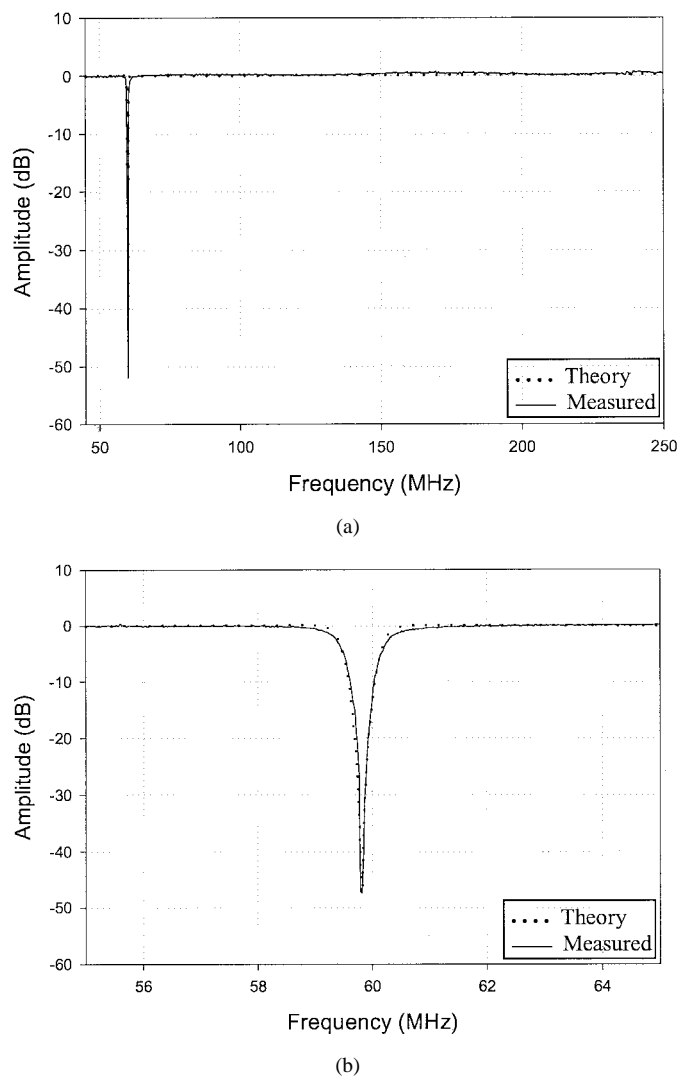 10
0
-10
-20
-30
-40
-50
-60
Amplitude (dB)
Theory
Measured
50 100 150 200 250
Frequency (MHz)
(a)
10
0
-10
-20
-30
-40
-50
-60
Amplitude (dB)
Theory
Measured
56 58 60 62 64
Frequency (MHz)
(b)